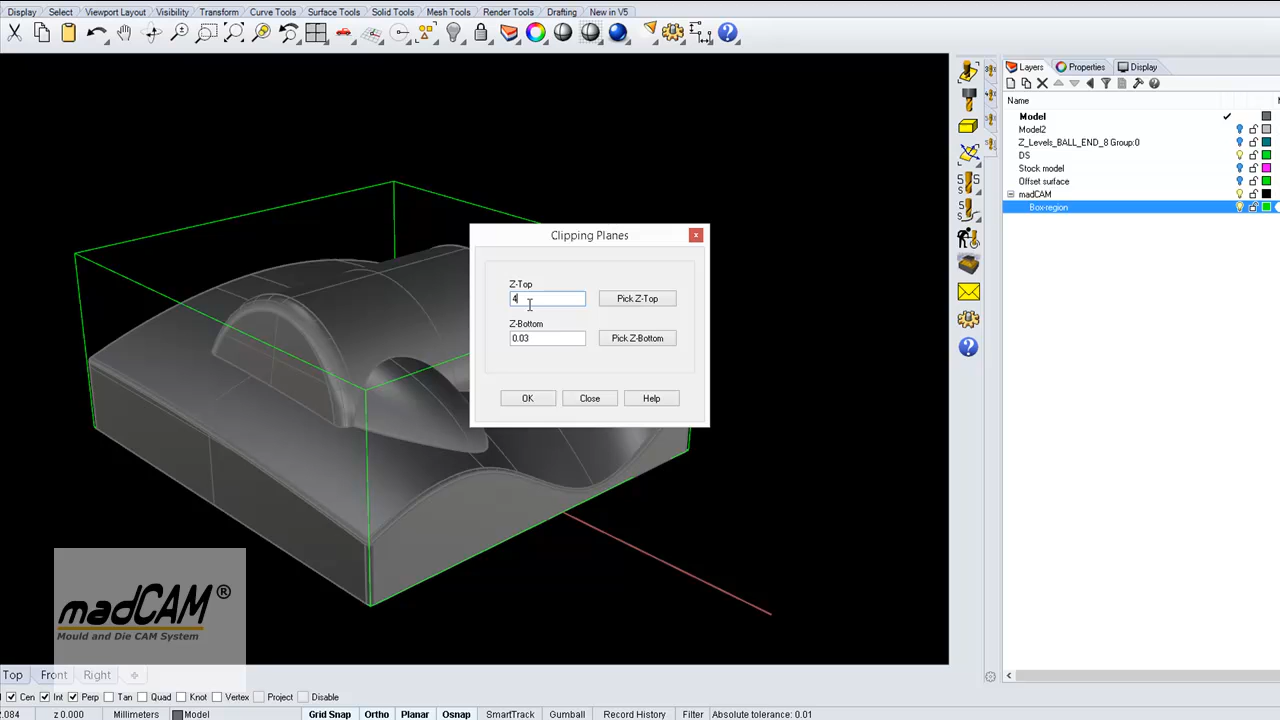 Display Select Viewport Layout Visibility Transform Curve Tools Surface Tools Solid Tools Mesh Tools Render Tools Drafting New in V5
Layers Properties Display
Name
Model
Model2
Z_Levels_BALL_END_8 Group:0
DS
Stock model
Offset surface
madCAM
Box-region
Clipping Planes
Z-Top
4
Pick Z-Top
Z-Bottom
0.03
Pick Z-Bottom
OK Close Help
madCAM®
Mould and Die CAM System
Top Front Right
Cen Int Perp Tan Quad Knot Vertex Project Disable
2.084 z 0.000 Millimeters Model Grid Snap Ortho Planar Osnap SmartTrack Gumball Record History Filter Absolute tolerance: 0.01